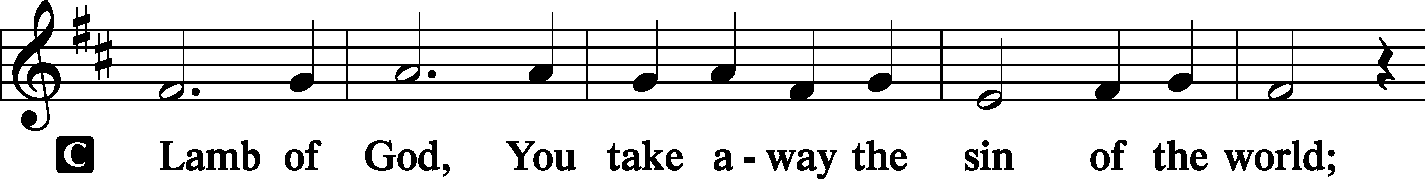 C Lamb of God, You take a - way the sin of the world;